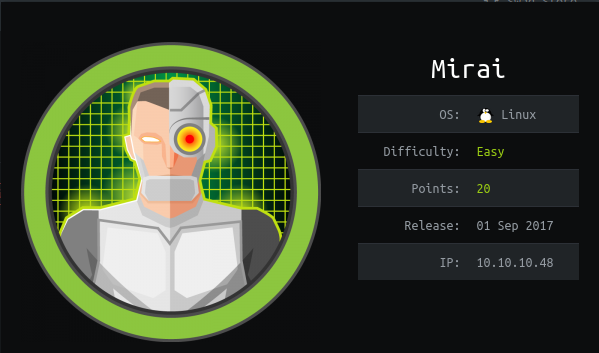 Mirai
OS: Linux
Difficulty: Easy
Points: 20
Release: 01 Sep 2017
IP: 10.10.10.48